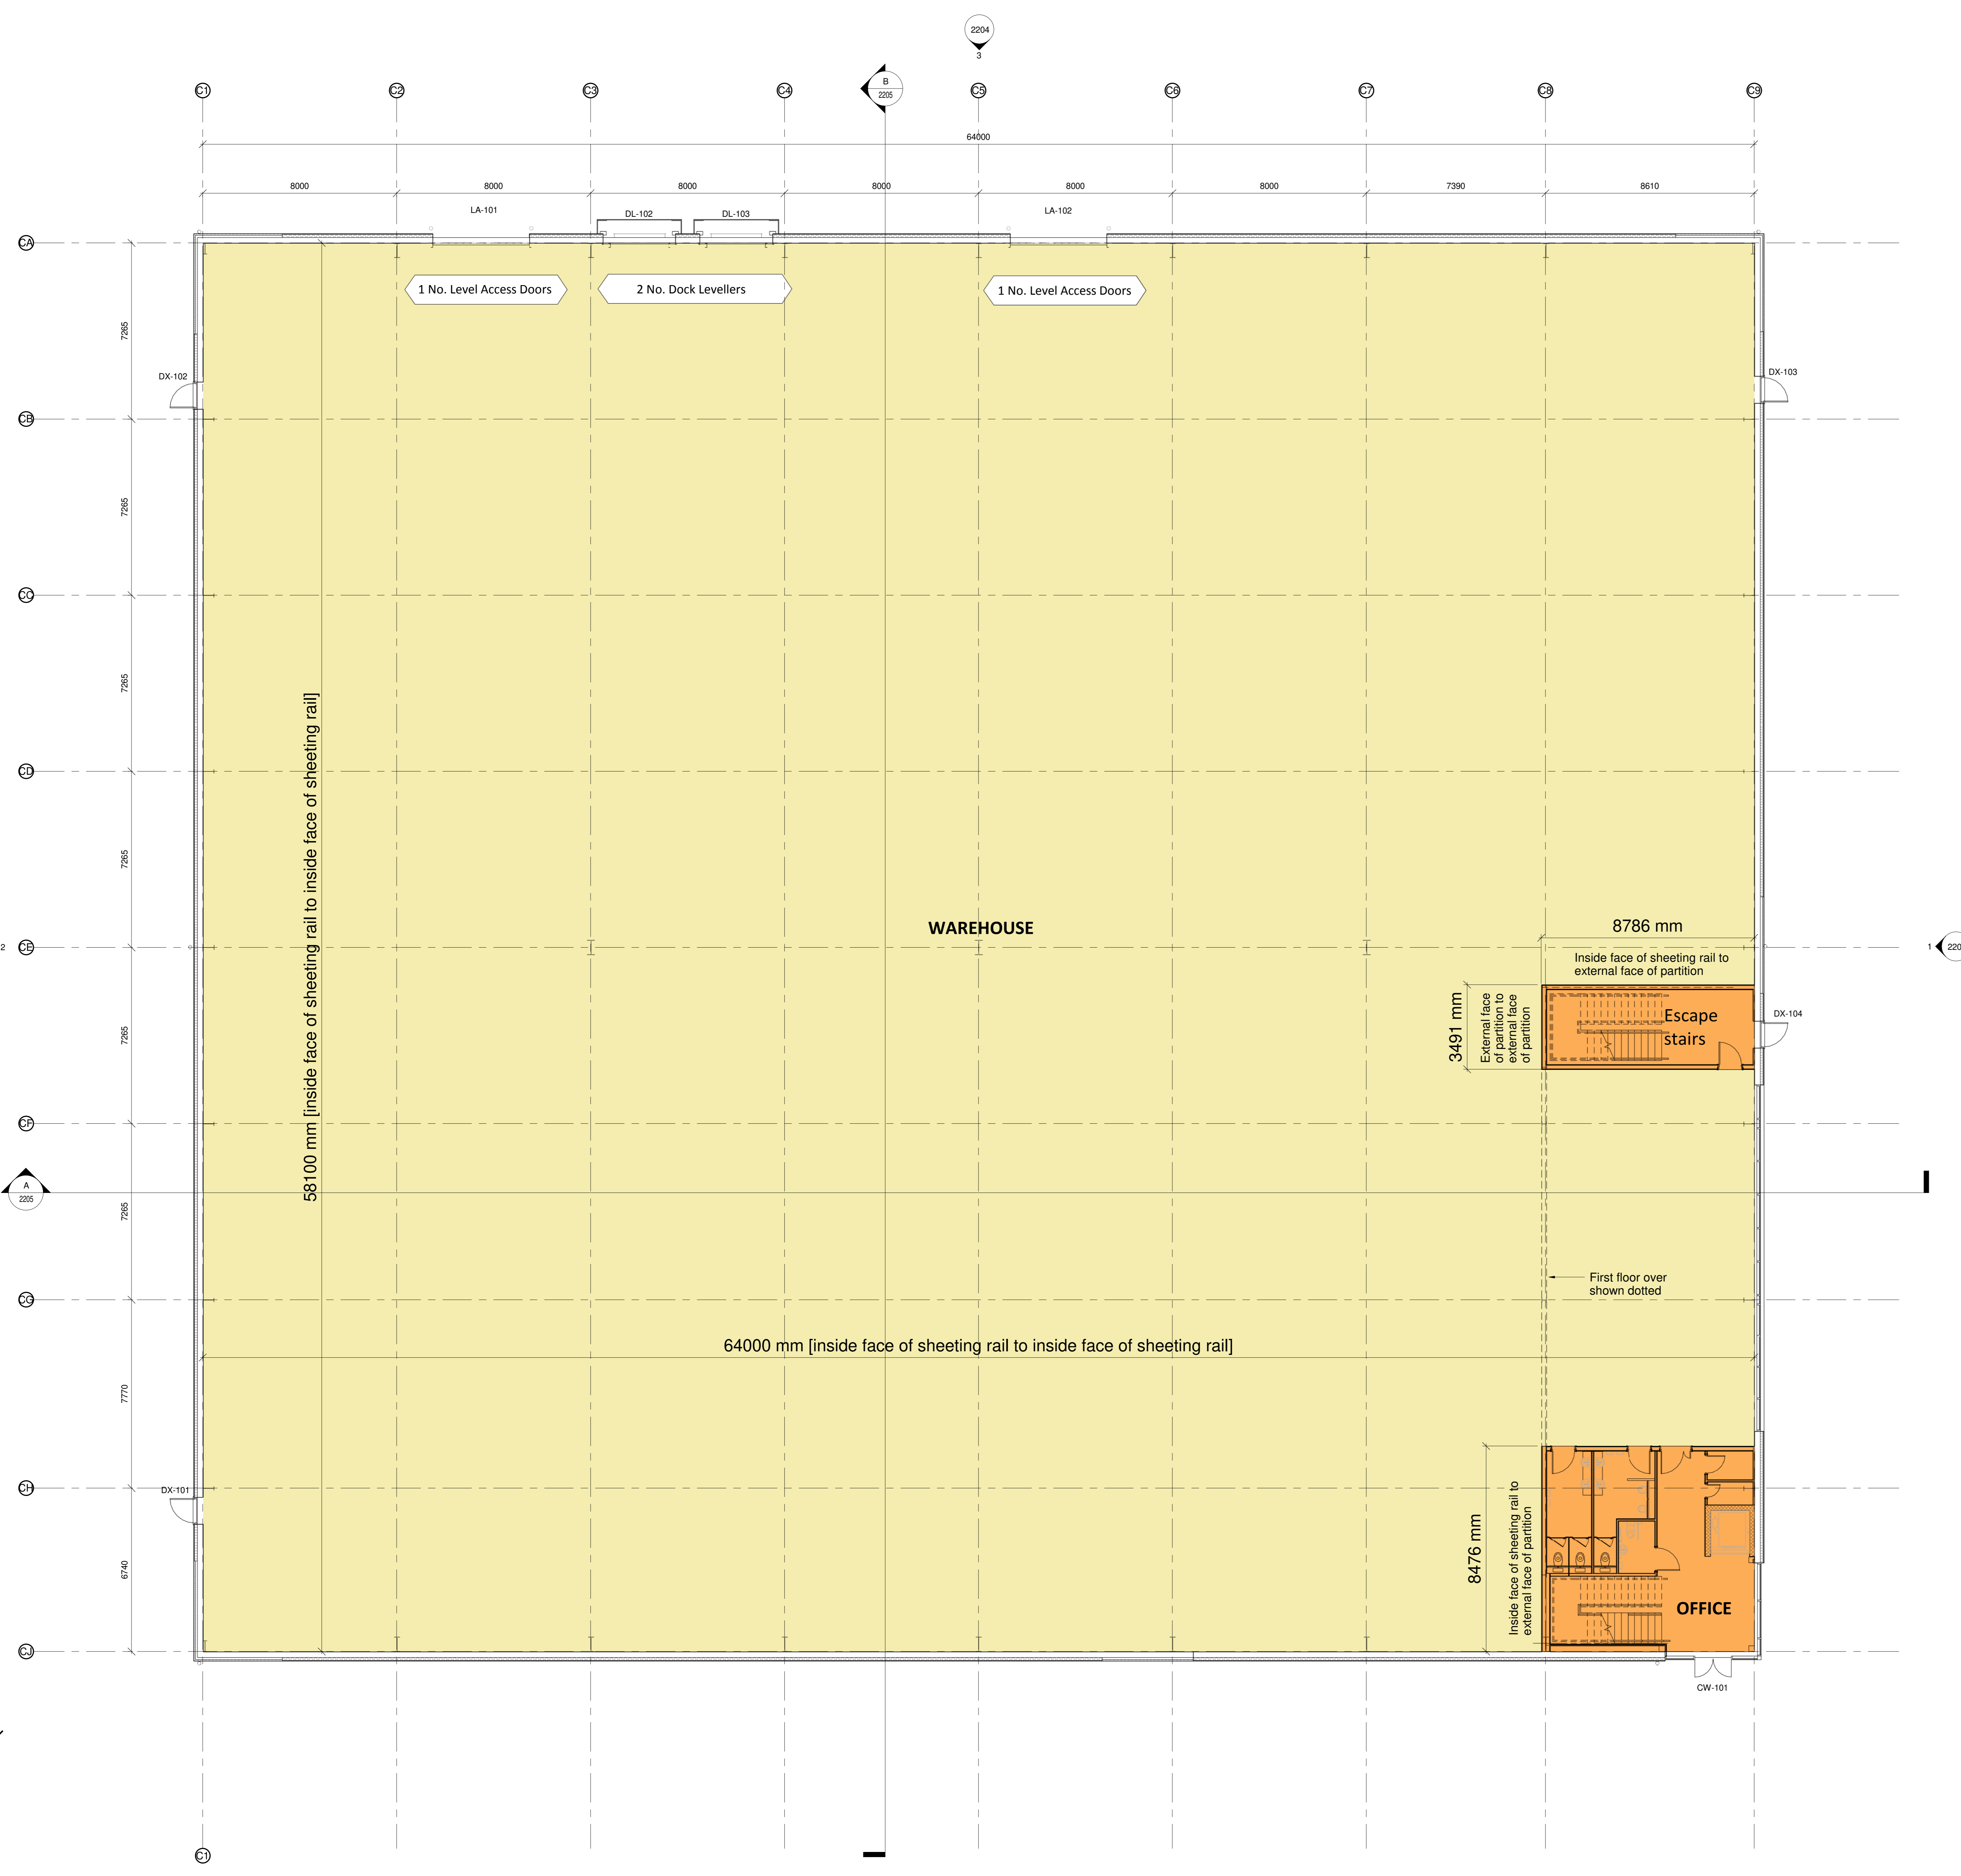 2204
3
B
2205
C1
C2
C3
C4
C5
C6
C7
C8
C9
64000
8000
8000
8000
8000
8000
8000
7390
8610
LA-101
DL-102
DL-103
LA-102
CA
1 No. Level Access Doors
2 No. Dock Levellers
1 No. Level Access Doors
7265
DX-102
DX-103
CB
7265
CC
7265
CD
7265
58100 mm [inside face of sheeting rail to inside face of sheeting rail]
WAREHOUSE
8786 mm
2
CE
1
220
Inside face of sheeting rail to
external face of partition
3491 mm
External face
of partition to
external face
of partition
Escape
stairs
DX-104
7265
CF
A
2205
7265
First floor over
shown dotted
CG
64000 mm [inside face of sheeting rail to inside face of sheeting rail]
7770
CH
DX-101
8476 mm
Inside face of sheeting rail to
external face of partition
6740
OFFICE
CJ
CW-101
C1